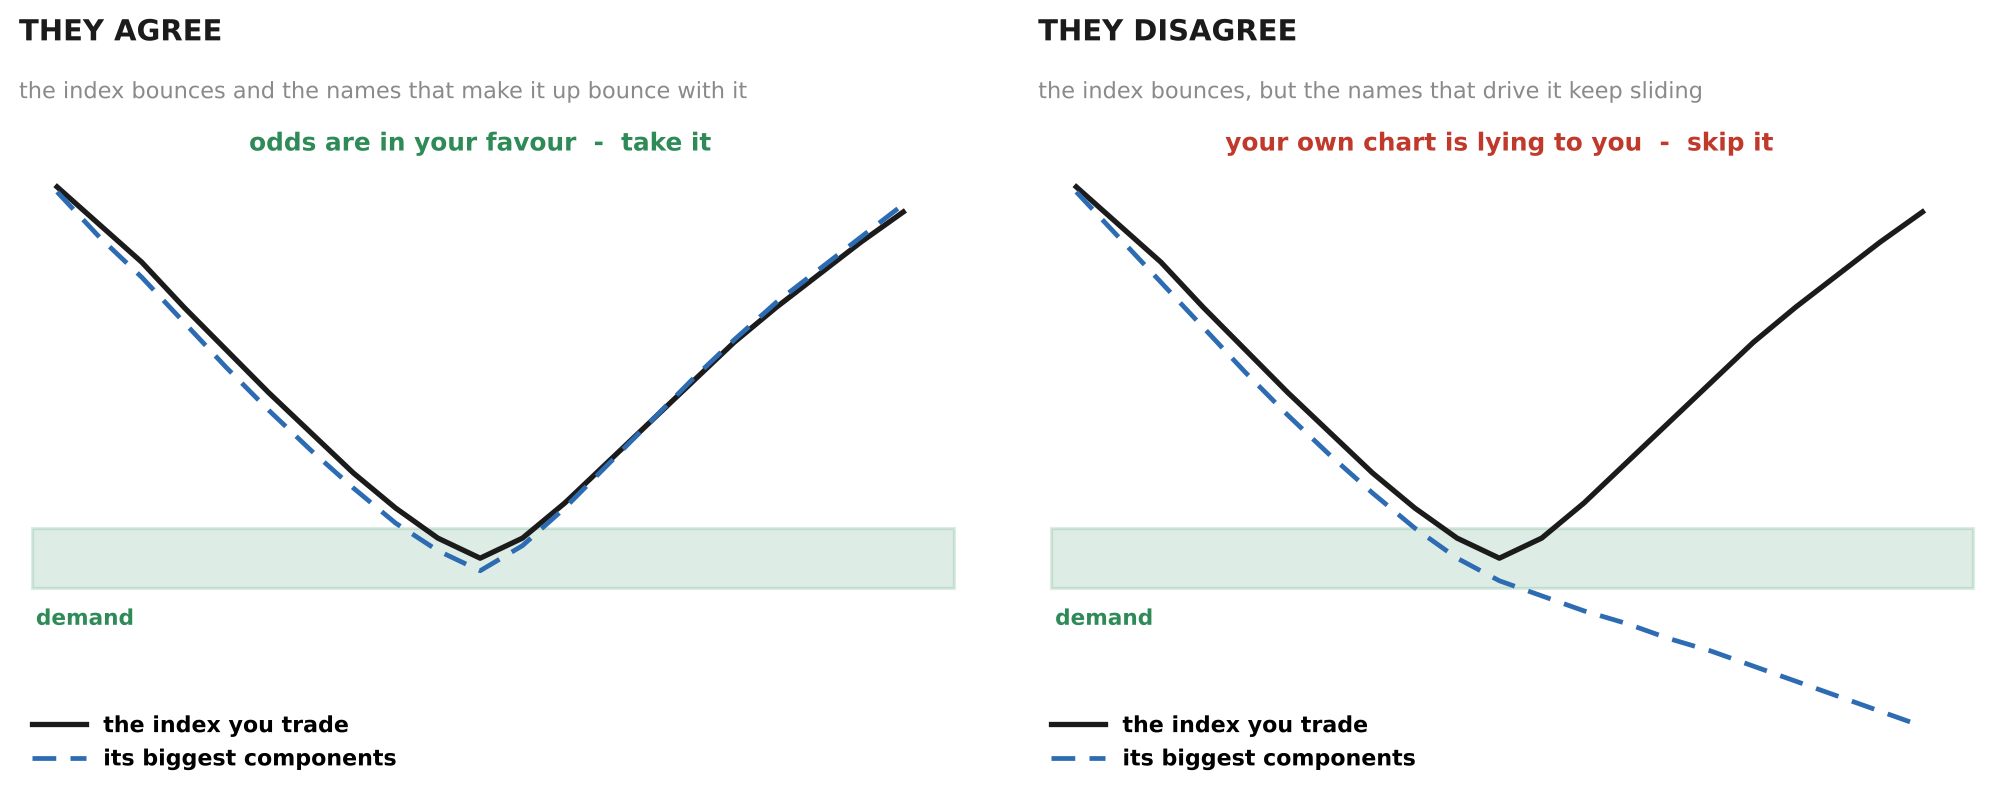 THEY AGREE
the index bounces and the names that make it up bounce with it
odds are in your favour - take it
demand
the index you trade
its biggest components
THEY DISAGREE
the index bounces, but the names that drive it keep sliding
your own chart is lying to you - skip it
demand
the index you trade
its biggest components